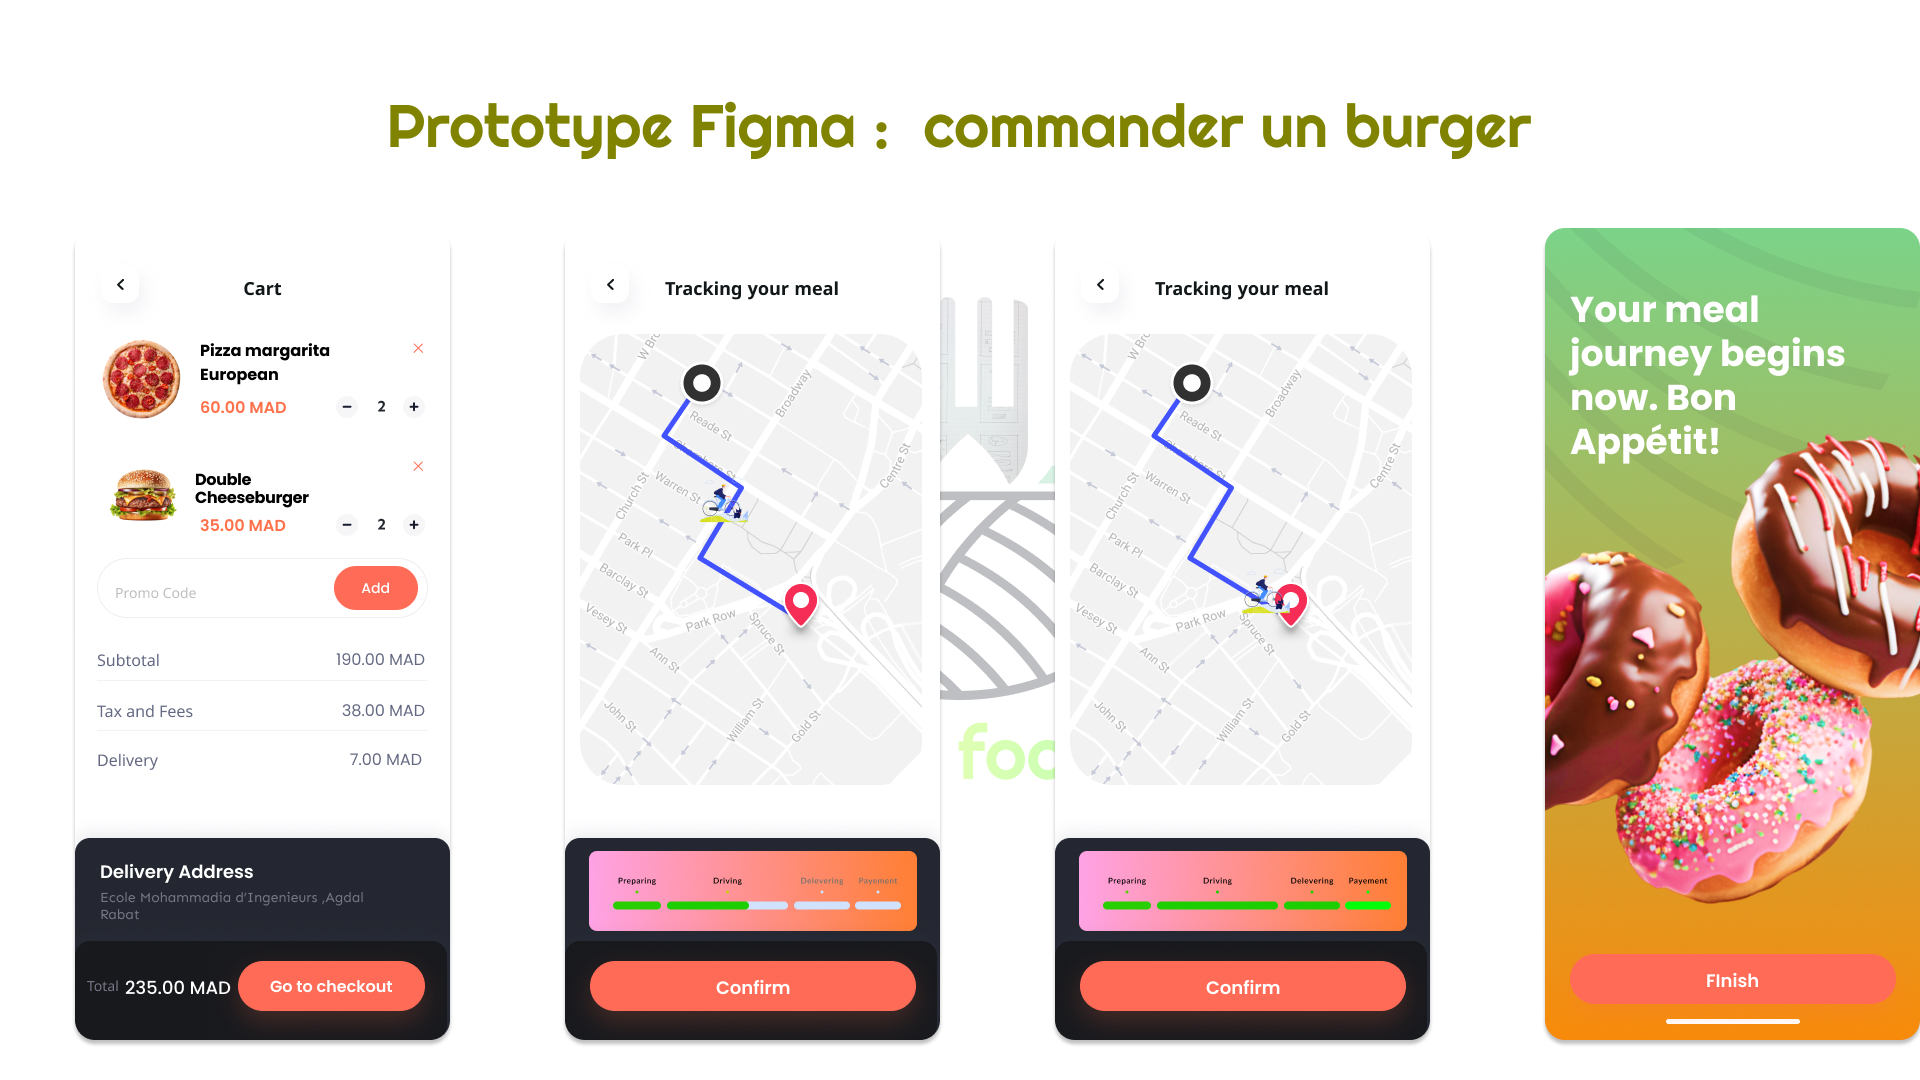 Prototype Figma : commander un burger
Cart
Pizza margarita
European
60.00 MAD
2
Double
Cheeseburger
35.00 MAD
2
Promo Code
Add
Subtotal
190.00 MAD
Tax and Fees
38.00 MAD
Delivery
7.00 MAD
Delivery Address
Ecole Mohammadia d'Ingenieurs ,Agdal
Rabat
Total
235.00 MAD
Go to checkout
Tracking your meal
W Bro
Broadway
Reade St
Chambers St
Centre St
Warren St
Church St
Park Pl
Barclay St
Vesey St
Park Row
Spruce St
Ann St
John St
William St
Gold St
Preparing
Driving
Delevering
Payement
Confirm
foo
Tracking your meal
W Bro
Broadway
Reade St
Chambers St
Centre St
Warren St
Church St
Park Pl
Barclay St
Vesey St
Park Row
Spruce St
Ann St
John St
William St
Gold St
Preparing
Driving
Delevering
Payement
Confirm
Your meal
journey begins
now. Bon
Appétit!
FInish